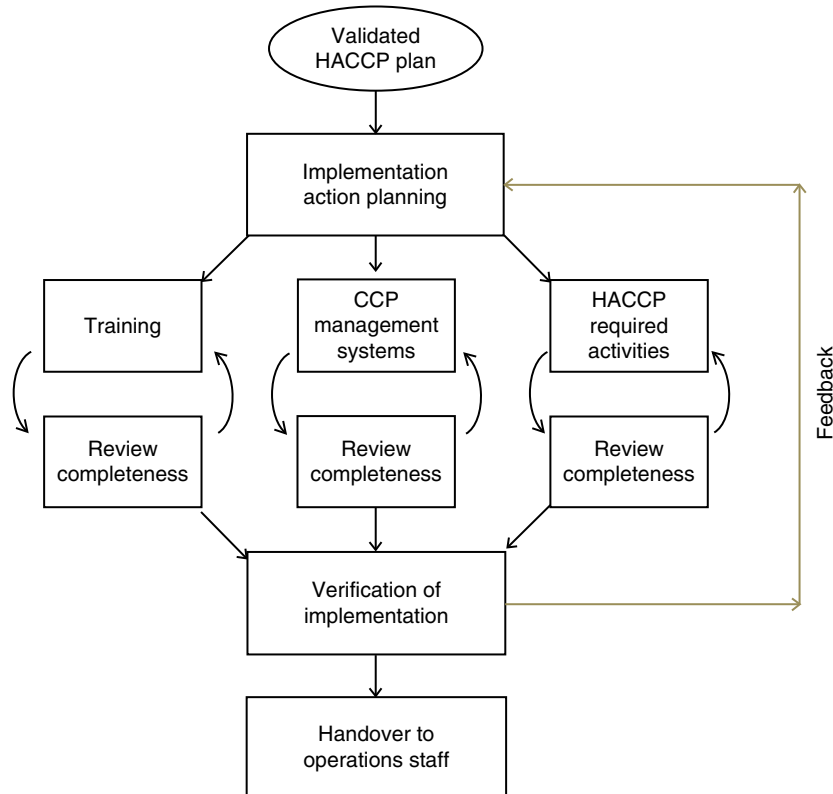 Validated
HACCP plan
Implementation
action planning
Training
CCP
management
systems
HACCP
required
activities
Review
completeness
Review
completeness
Review
completeness
Feedback
Verification of
implementation
Handover to
operations staff